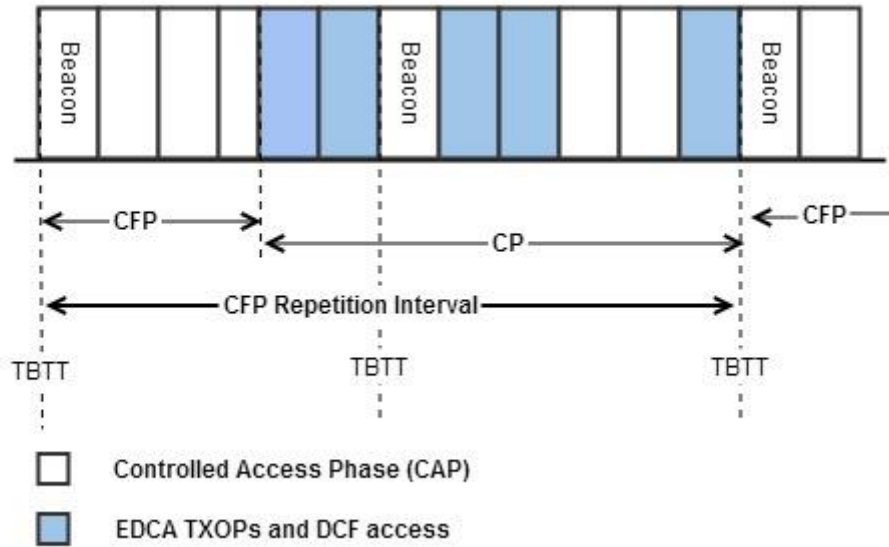 Beacon
Beacon
Beacon
CFP
CFP
CP
CFP Repetition Interval
TBTT
TBTT
TBTT
Controlled Access Phase (CAP)
EDCA TXOPs and DCF access